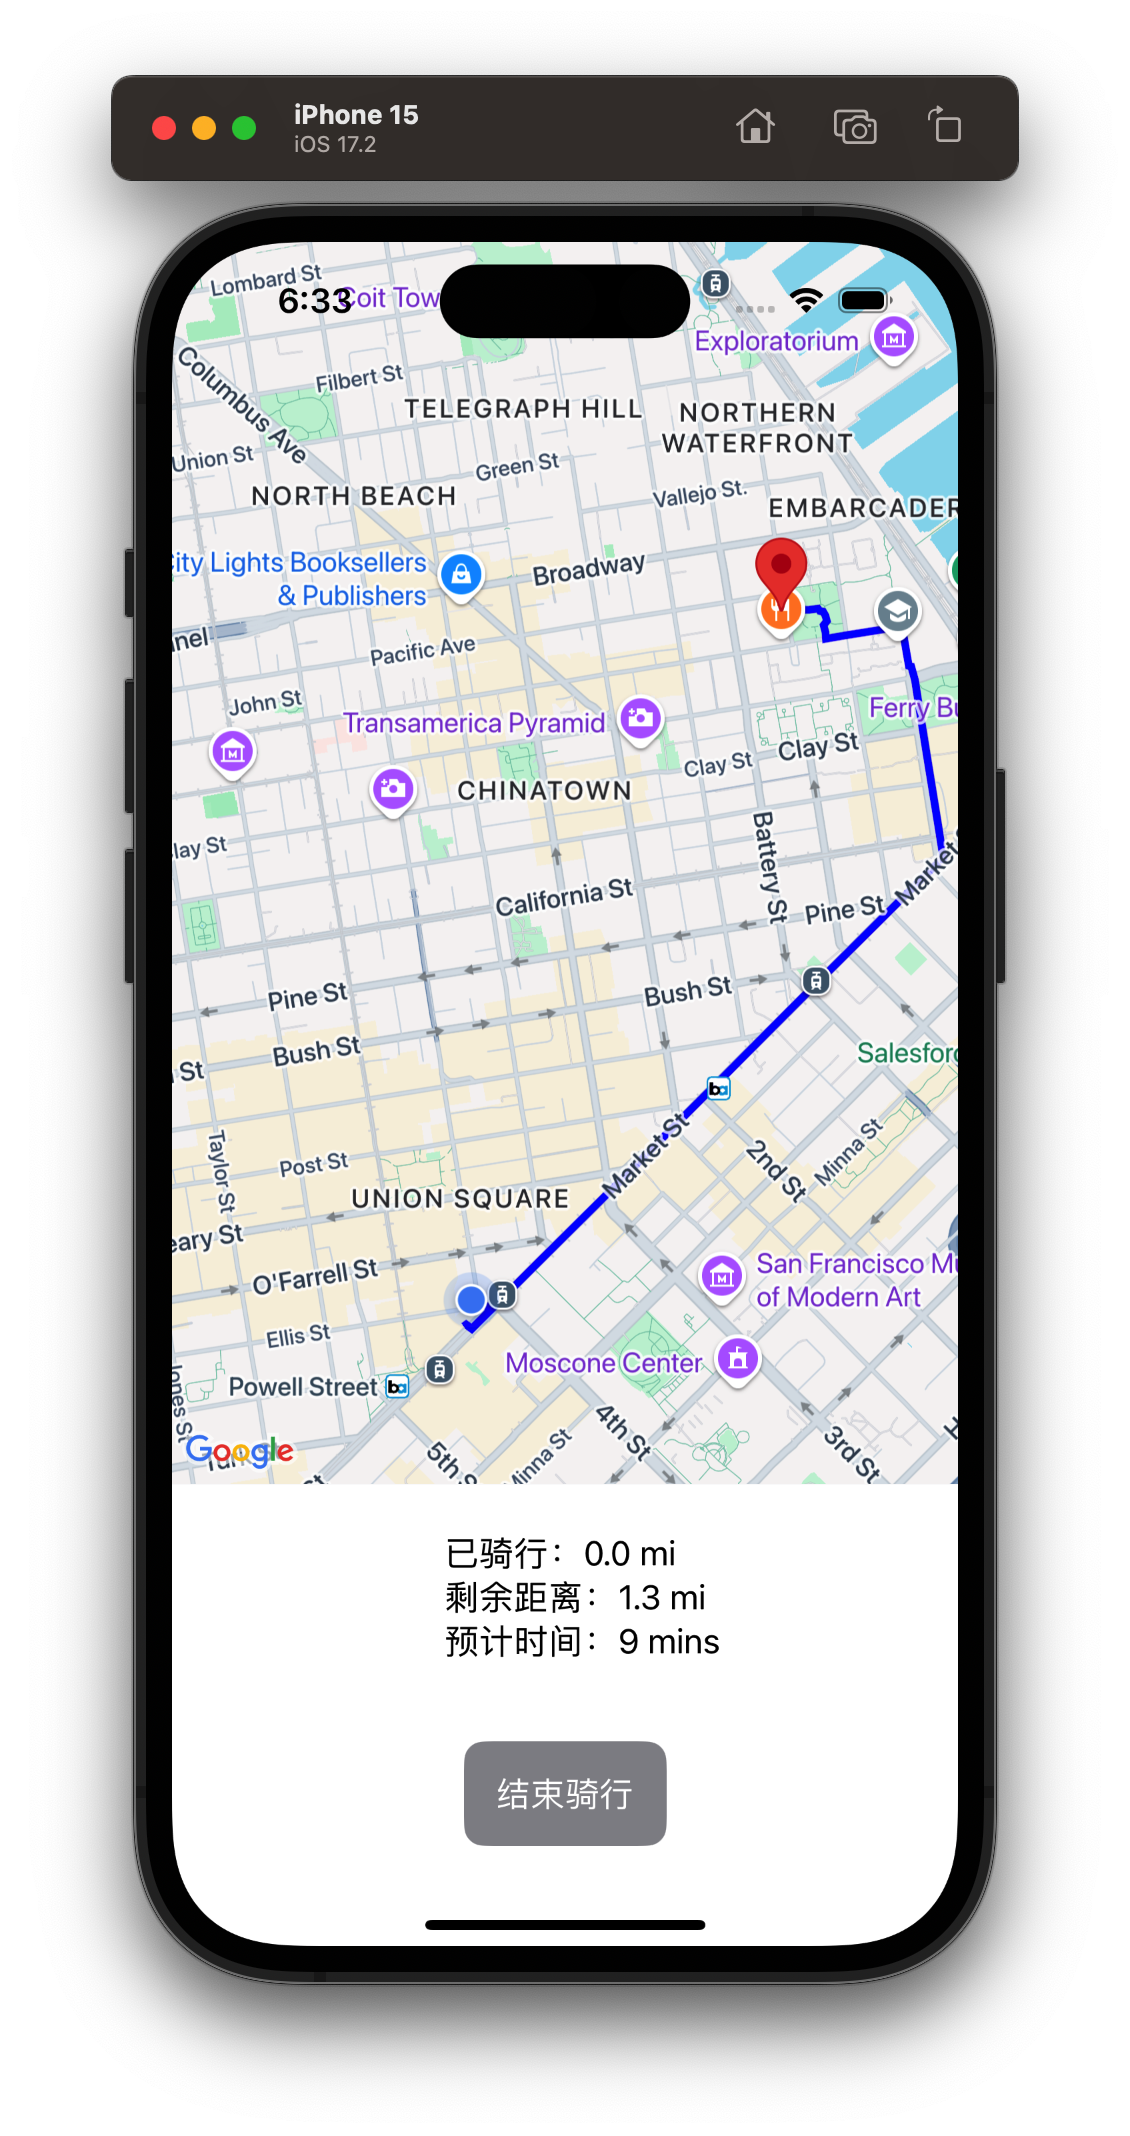 iPhone 15
iOS 17.2
Lombard St
6:33
Coit Tow
Exploratorium
Columbus Ave
Filbert St
TELEGRAPH HILL
NORTHERN
WATERFRONT
Union St
Green St
NORTH BEACH
Vallejo St.
EMBARCADER
City Lights Booksellers
& Publishers
Broadway
nnel
Pacific Ave
John St
Transamerica Pyramid
Ferry Bu
Clay St
Clay St
CHINATOWN
Battery St
lay St
Market S
California St
Pine St
Pine St
Bush St
Bush St
St
Salesforc
Taylor St
Post St
Market St
2nd St
Minna St
UNION SQUARE
eary St
O'Farrell St
San Francisco Mu
of Modern Art
Ellis St
Moscone Center
Powell Street
ba
ba
Jones St
Google
4th St
3rd St
5th S
Minna St
已骑行：0.0 mi
剩余距离：1.3 mi
预计时间：9 mins
结束骑行